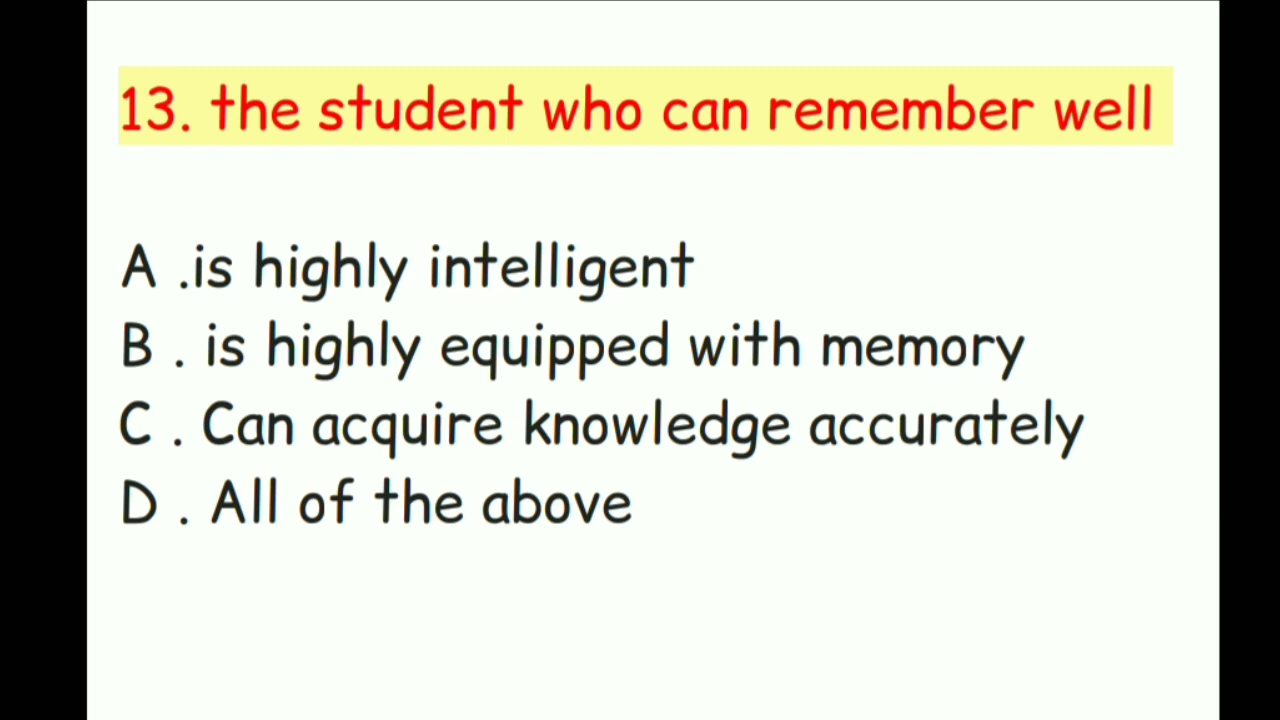 13. the student who can remember well
A .is highly intelligent
B . is highly equipped with memory
C . Can acquire knowledge accurately
D . All of the above